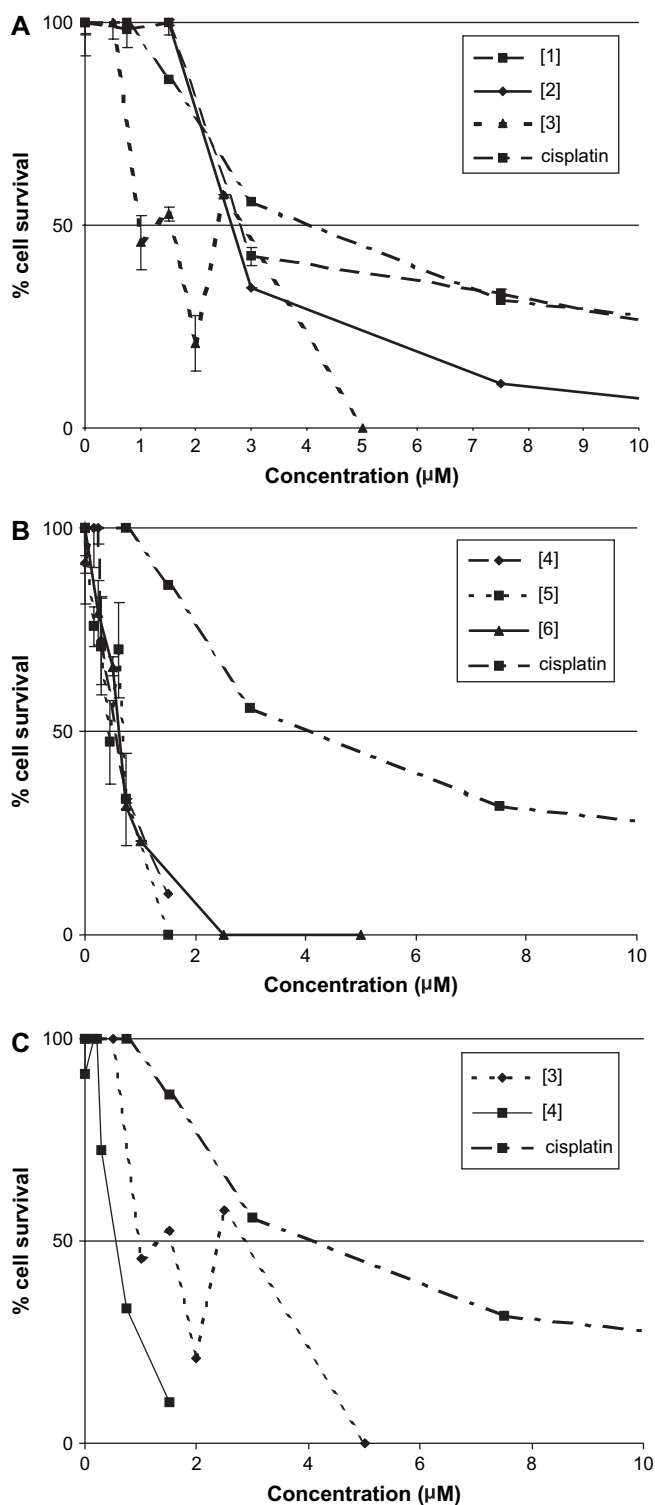 A
100
50
0
% cell survival
[1]
[2]
[3]
cisplatin
0 1 2 3 4 5 6 7 8 9 10
Concentration (µM)
B
100
50
0
% cell survival
[4]
[5]
[6]
cisplatin
0 2 4 6 8 10
Concentration (µM)
C
100
50
0
% cell survival
[3]
[4]
cisplatin
0 2 4 6 8 10
Concentration (µM)